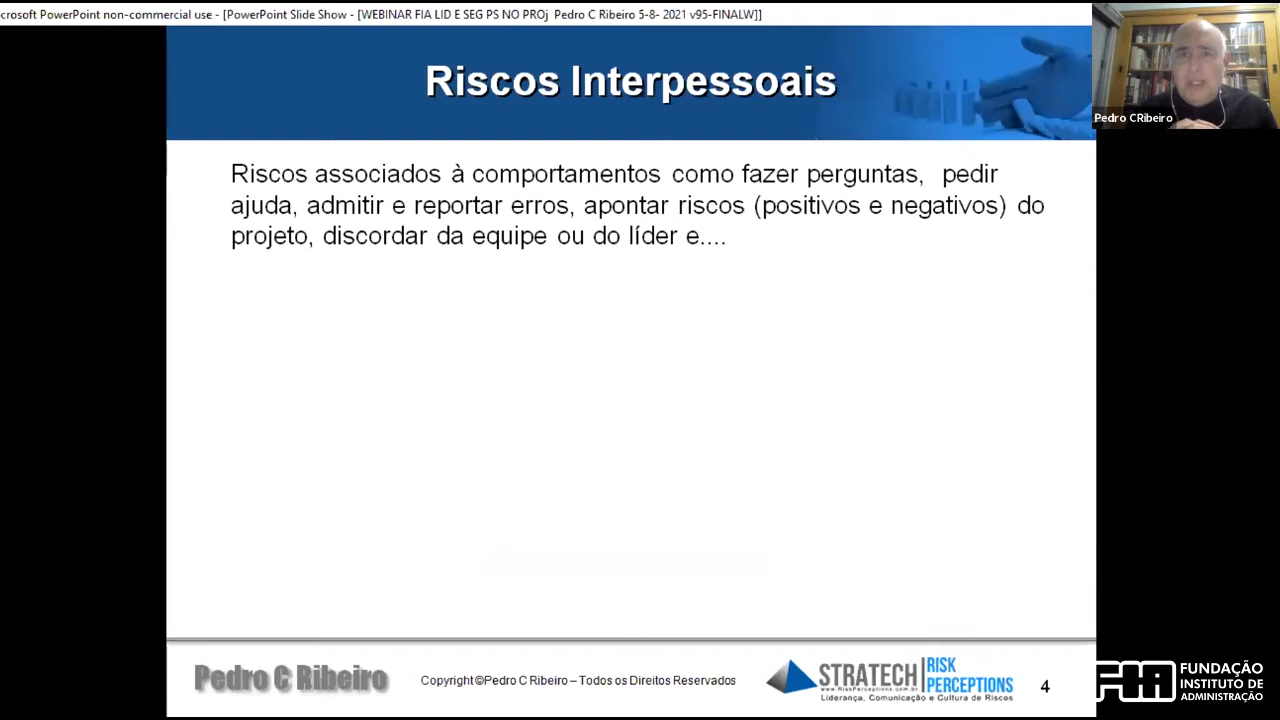 crosoft PowerPoint non-commercial use - [PowerPoint Slide Show - [WEBINAR FIA LID E SEG PS NO PROj Pedro C Ribeiro 5-8- 2021 v95-FINALW]]
Riscos Interpessoais
Pedro CRibeiro
Riscos associados à comportamentos como fazer perguntas, pedir
ajuda, admitir e reportar erros, apontar riscos (positivos e negativos) do
projeto, discordar da equipe ou do líder e....
Pedro C Ribeiro
Copyright©Pedro C Ribeiro – Todos os Direitos Reservados
STRATECH
www.RiskPerceptions.com.br
RISK
PERCEPTIONS
Liderança, Comunicação e Cultura de Riscos
4
FIA
FUNDAÇÃO
INSTITUTO DE
ADMINISTRAÇÃO